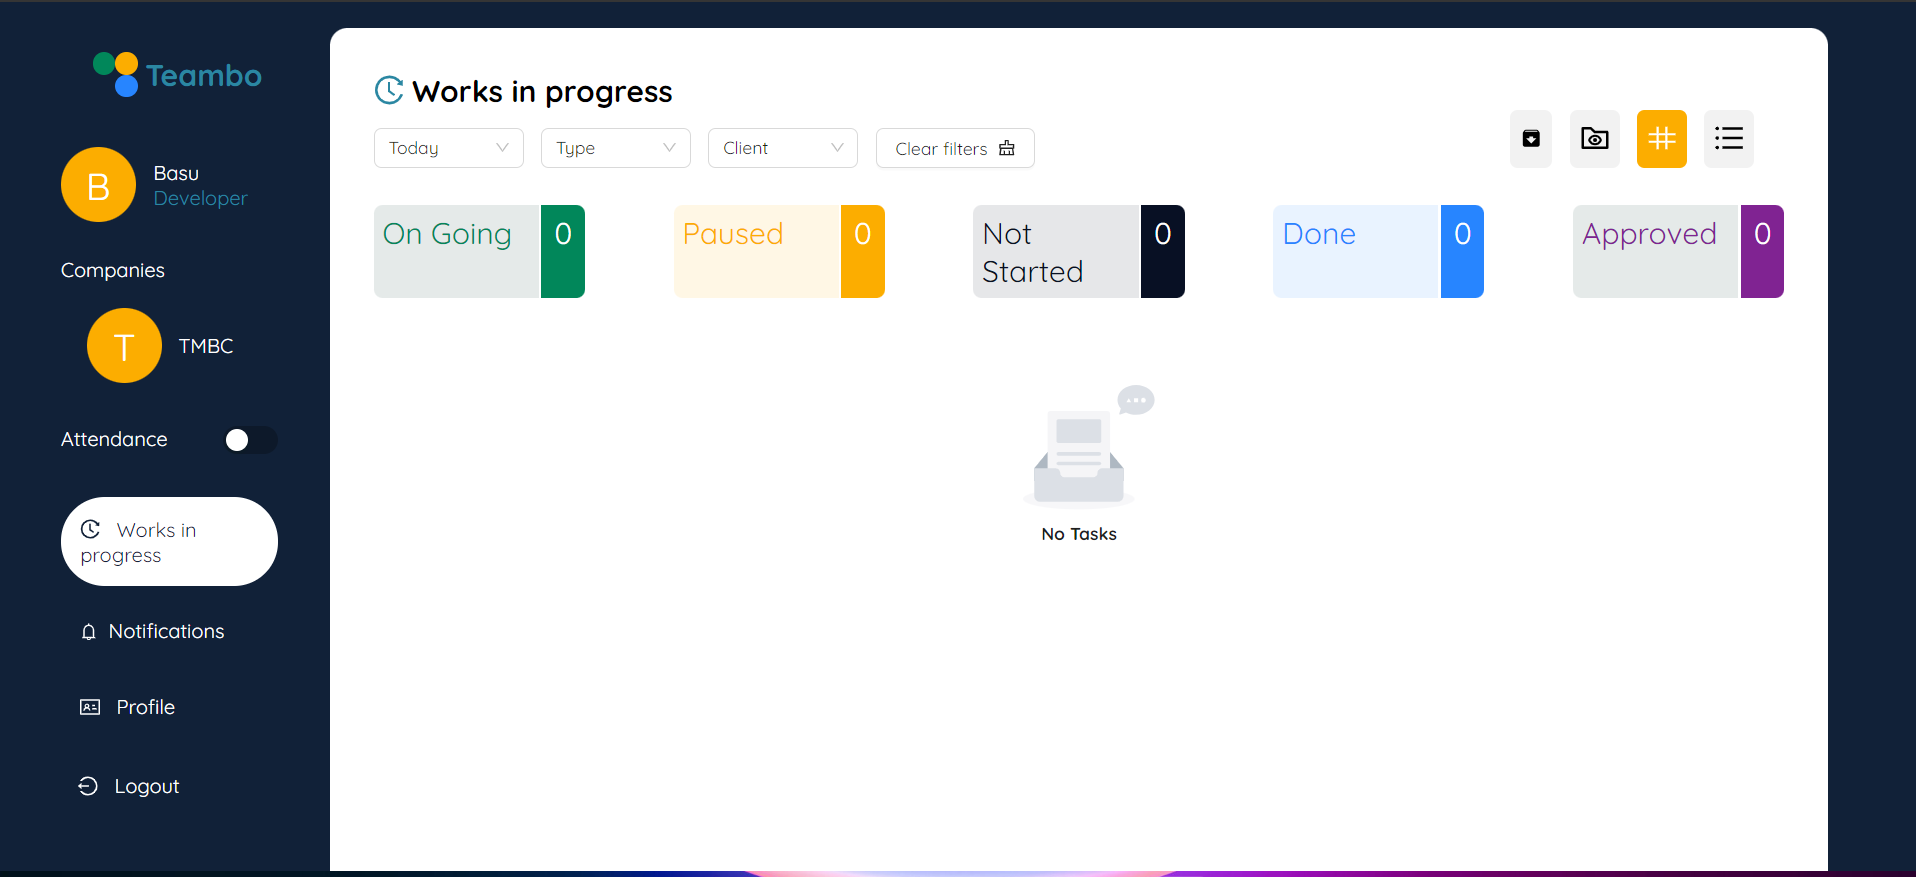 Teambo
B
Basu
Developer
Companies
T
TMBC
Attendance
Works in
progress
Notifications
Profile
Logout
Works in progress
Today
Type
Client
Clear filters
On Going 0
Paused 0
Not
Started 0
Done 0
Approved 0
No Tasks